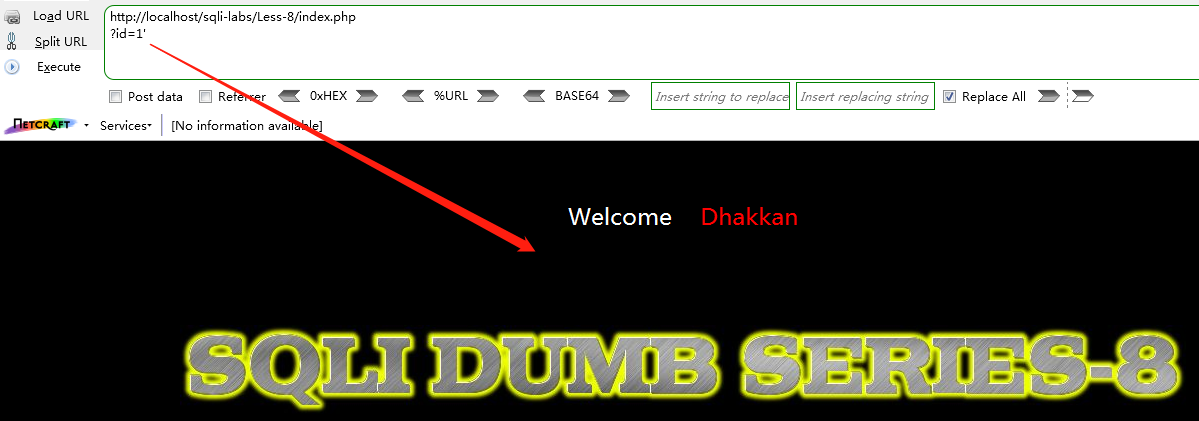 Load URL
http://localhost/sqli-labs/Less-8/index.php
Split URL
?id=1'
Execute
Post data Referrer 0xHEX %URL BASE64 Insert string to replace Insert replacing string Replace All
NETCRAFT Services [No information available]
Welcome Dhakkan
SQLI DUMB SERIES-8